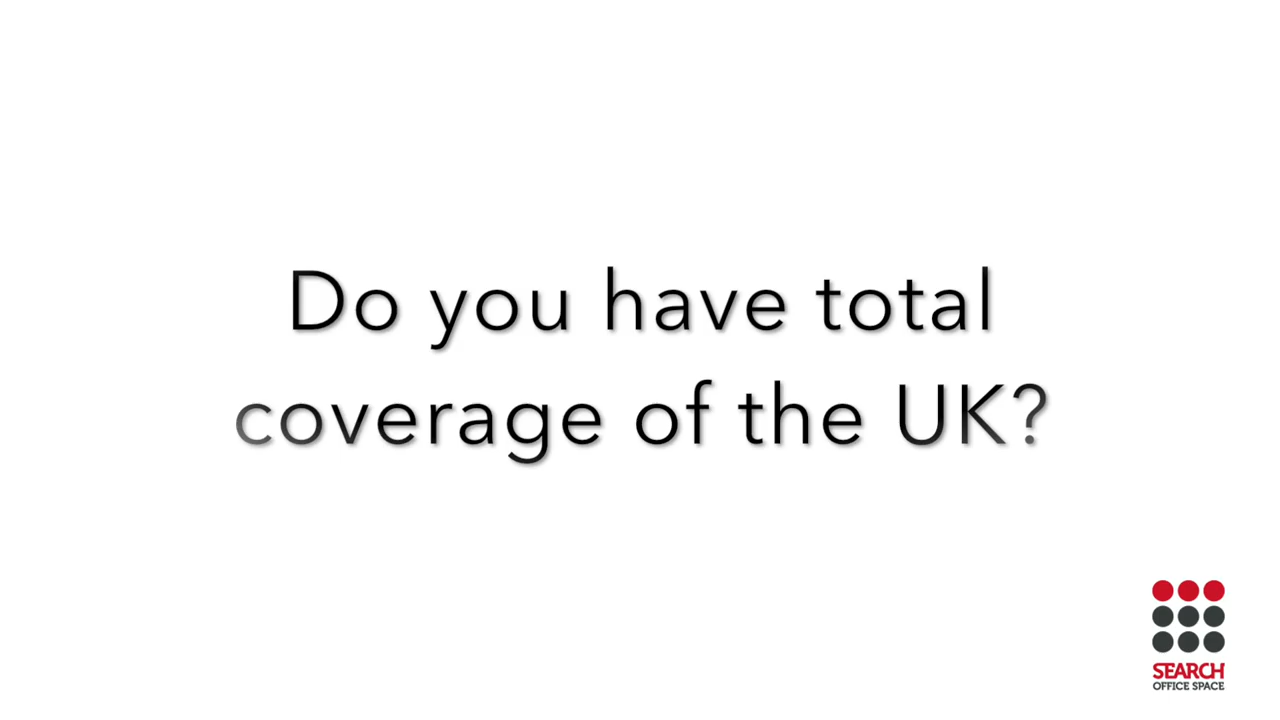 Do you have total
coverage of the UK?
SEARCH
OFFICE SPACE